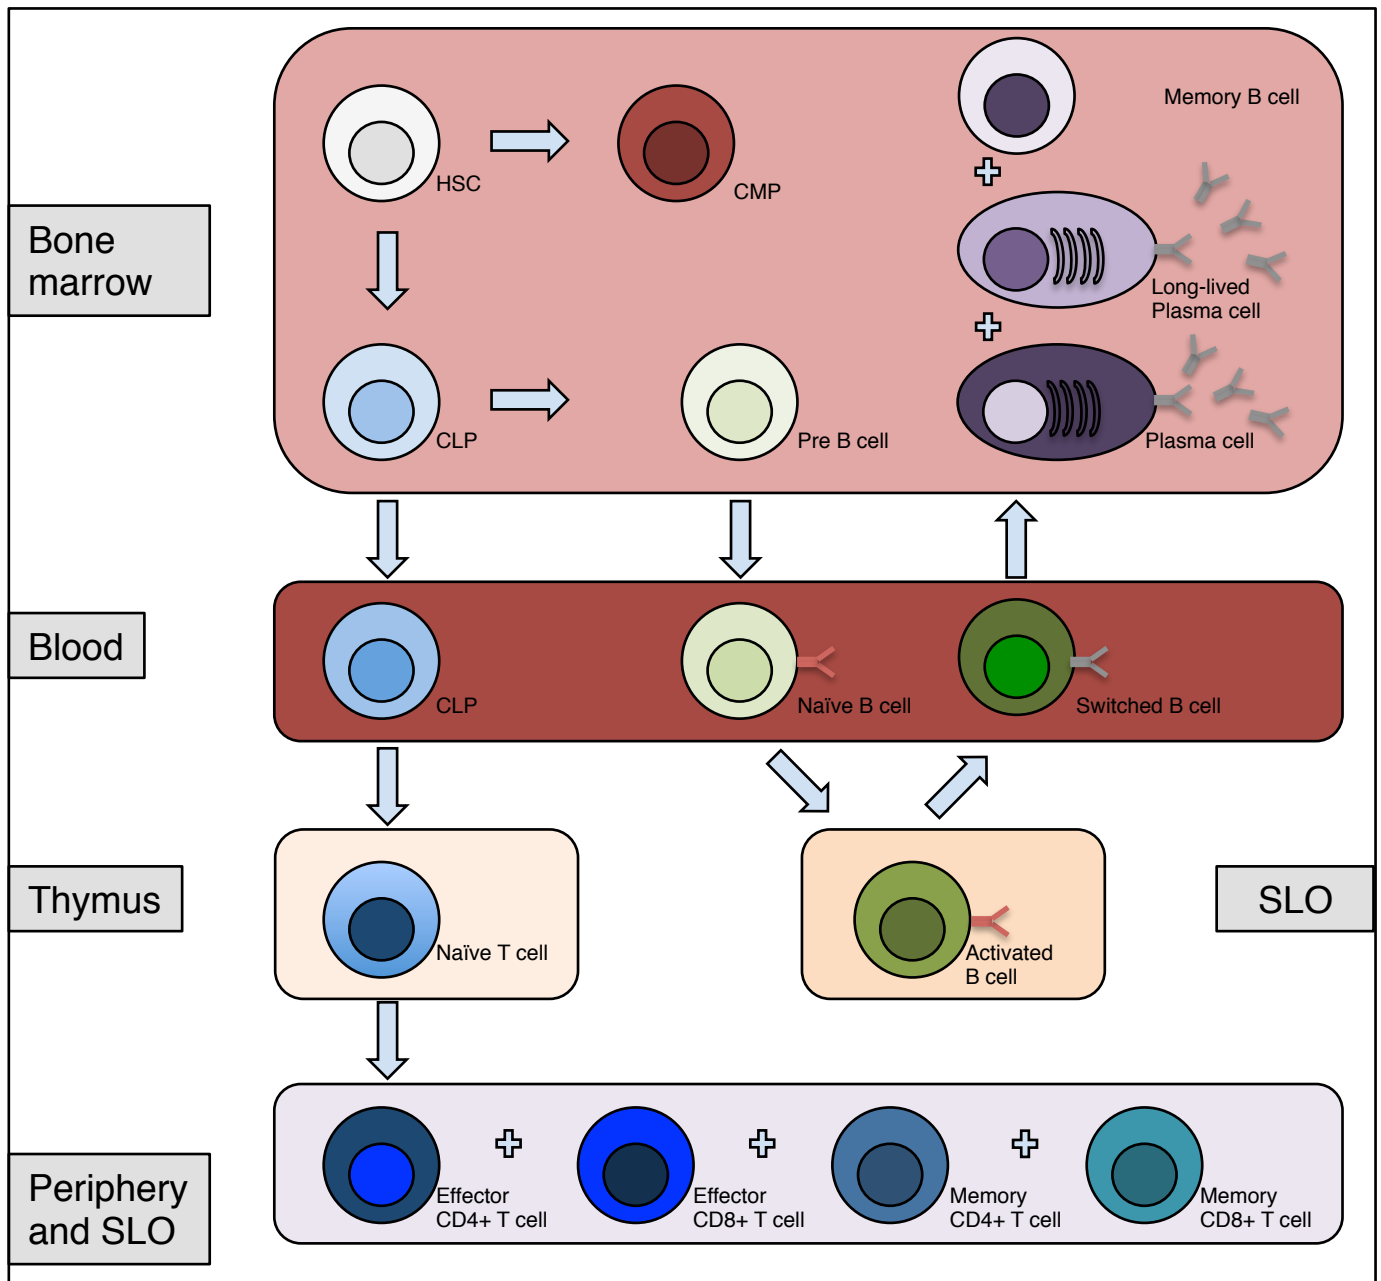 Memory B cell
HSC
CMP
Bone
marrow
Long-lived
Plasma cell
CLP
Pre B cell
Plasma cell
Blood
CLP
Naïve B cell
Switched B cell
Thymus
Naïve T cell
Activated
B cell
SLO
Periphery
and SLO
Effector
CD4+ T cell
Effector
CD8+ T cell
Memory
CD4+ T cell
Memory
CD8+ T cell